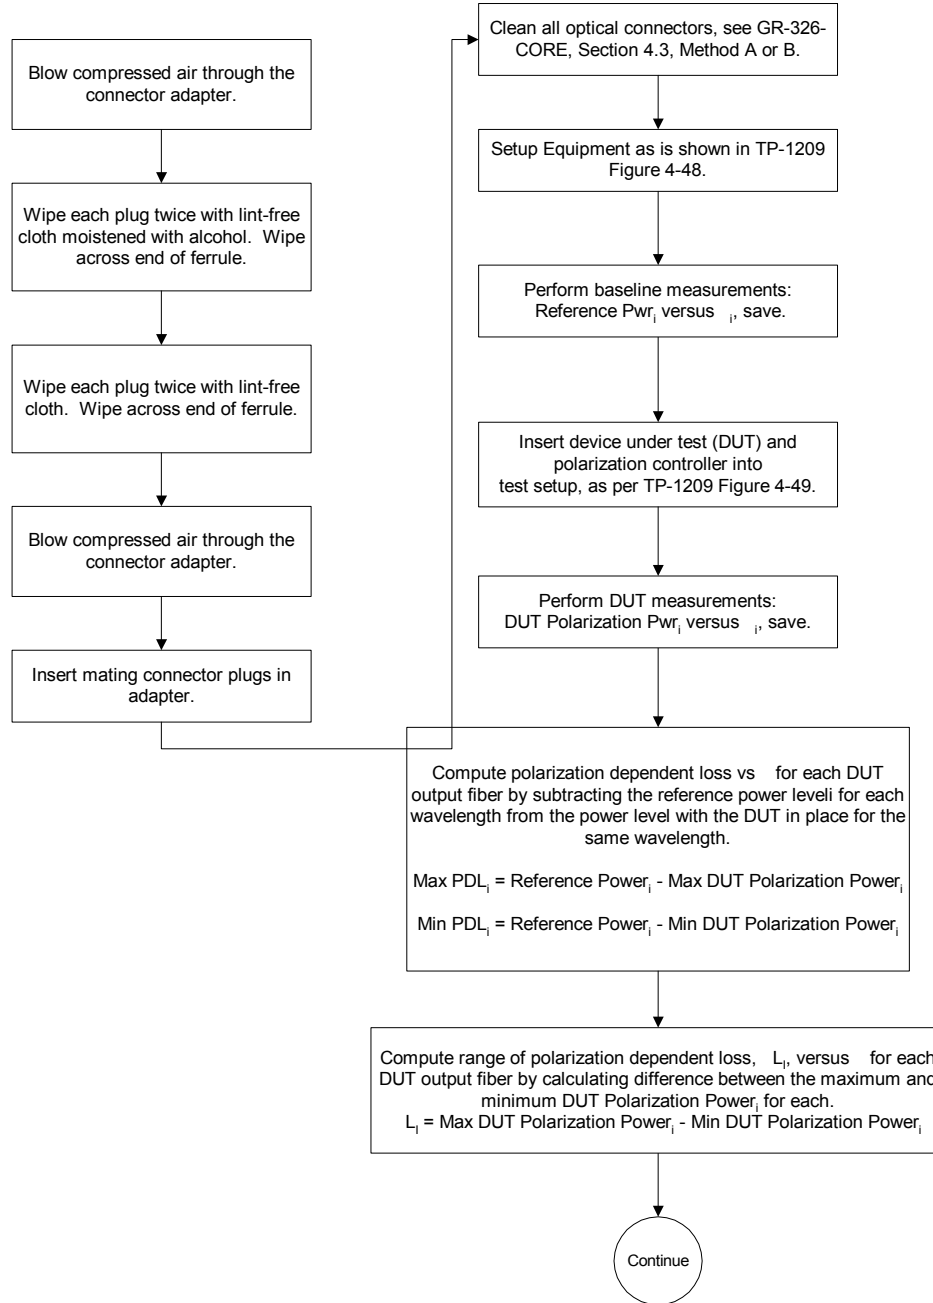 Blow compressed air through the
connector adapter.
Wipe each plug twice with lint-free
cloth moistened with alcohol.  Wipe
across end of ferrule.
Wipe each plug twice with lint-free
cloth.  Wipe across end of ferrule.
Blow compressed air through the
connector adapter.
Insert mating connector plugs in
adapter.
Clean all optical connectors, see GR-326-
CORE, Section 4.3, Method A or B.
Setup Equipment as is shown in TP-1209
Figure 4-48.
Perform baseline measurements:
Reference Pwrᵢ versus   ᵢ, save.
Insert device under test (DUT) and
polarization controller into
test setup, as per TP-1209 Figure 4-49.
Perform DUT measurements:
DUT Polarization Pwrᵢ versus   ᵢ, save.
Compute polarization dependent loss vs   for each DUT
output fiber by subtracting the reference power leveli for each
wavelength from the power level with the DUT in place for the
same wavelength.
Max PDLᵢ = Reference Powerᵢ - Max DUT Polarization Powerᵢ
Min PDLᵢ = Reference Powerᵢ - Min DUT Polarization Powerᵢ
Compute range of polarization dependent loss,   Lₗ, versus   for each
DUT output fiber by calculating difference between the maximum and
minimum DUT Polarization Powerᵢ for each.
Lₗ = Max DUT Polarization Powerᵢ - Min DUT Polarization Powerᵢ
Continue